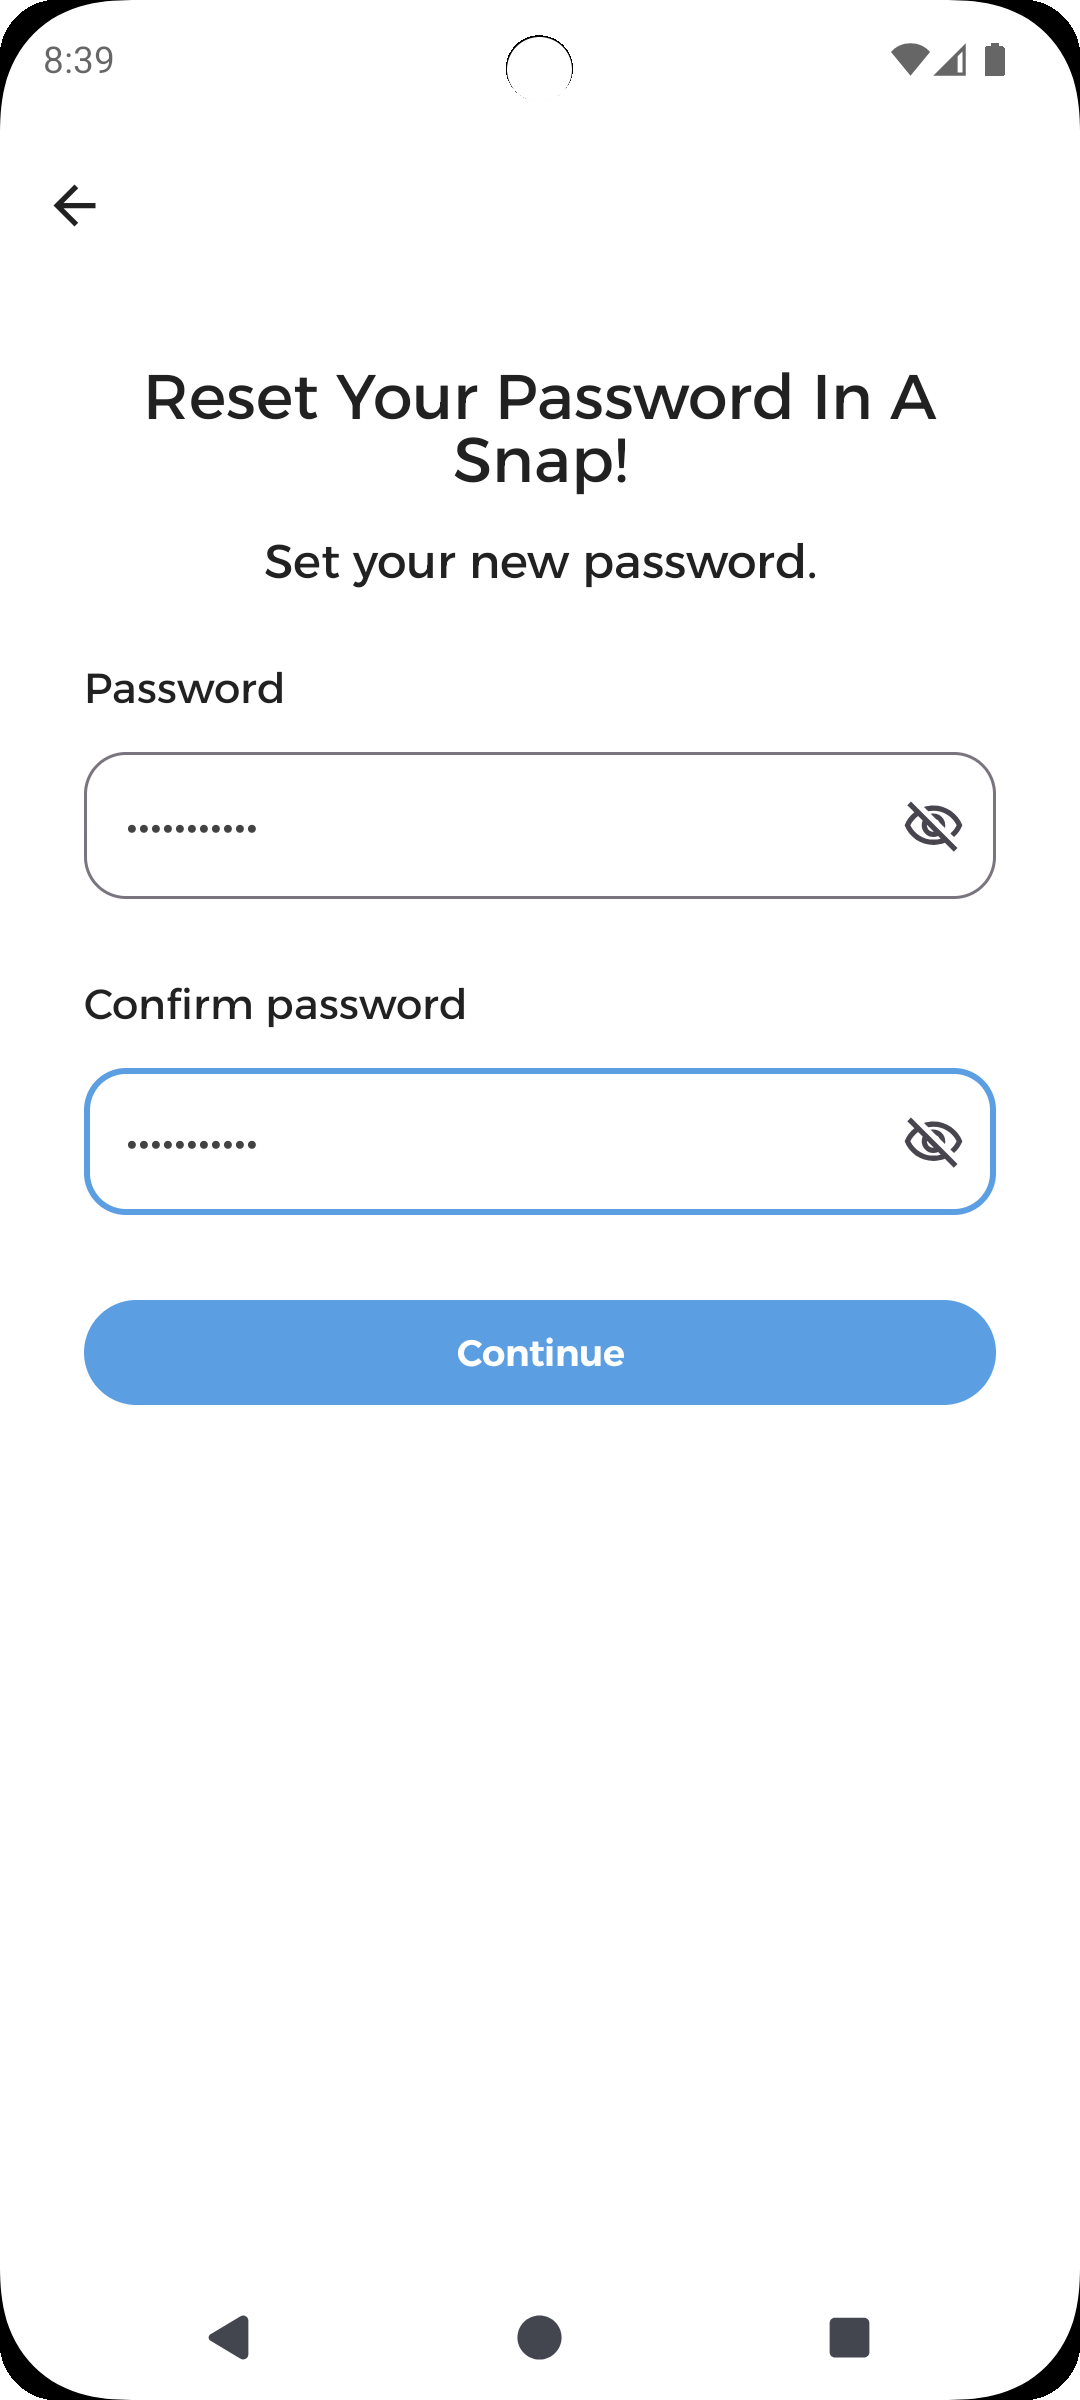 8:39
Reset Your Password In A
Snap!
Set your new password.
Password
•••••••••••
Confirm password
•••••••••••
Continue